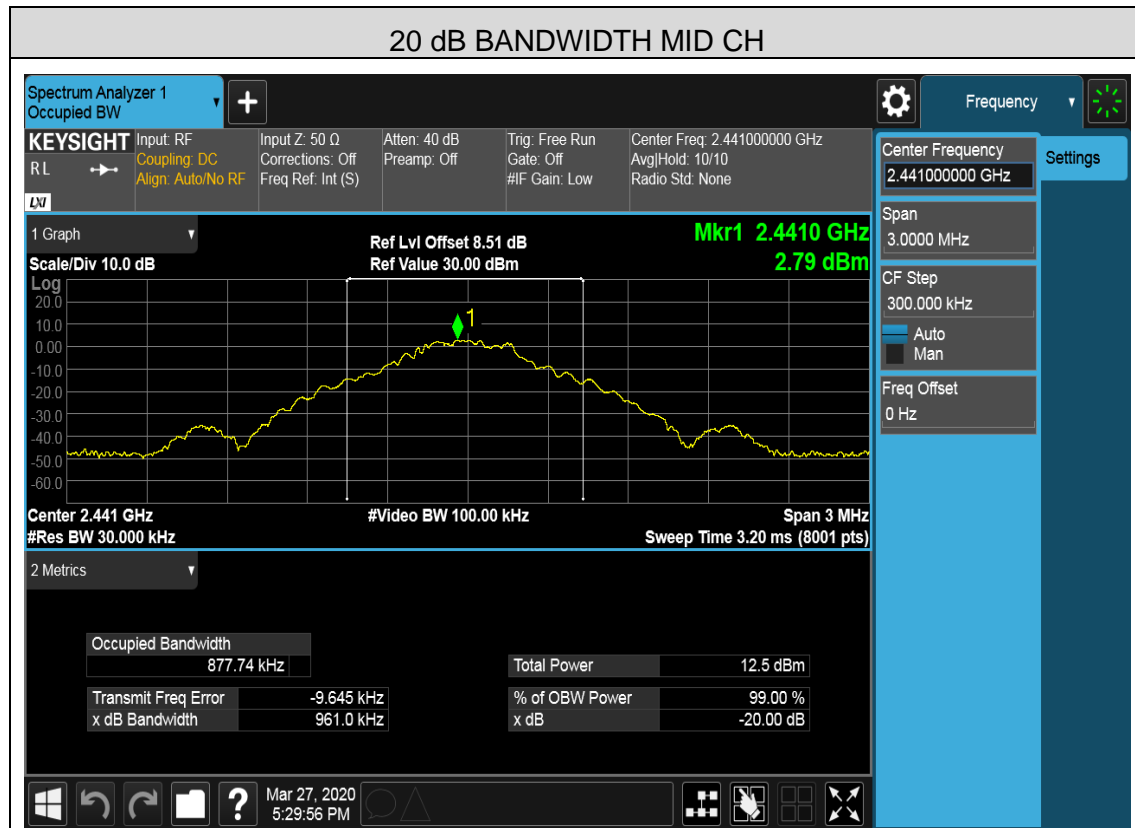 20 dB BANDWIDTH MID CH
Spectrum Analyzer 1
Occupied BW
+
Frequency
KEYSIGHT
RL
LXI
Input: RF
Coupling: DC
Align: Auto/No RF
Input Z: 50 Ω
Corrections: Off
Freq Ref: Int (S)
Atten: 40 dB
Preamp: Off
Trig: Free Run
Gate: Off
#IF Gain: Low
Center Freq: 2.441000000 GHz
Avg|Hold: 10/10
Radio Std: None
Center Frequency
2.441000000 GHz
Settings
Span
3.0000 MHz
CF Step
300.000 kHz
Auto
Man
Freq Offset
0 Hz
1 Graph
Scale/Div 10.0 dB
Ref Lvl Offset 8.51 dB
Ref Value 30.00 dBm
Mkr1 2.4410 GHz
2.79 dBm
Log
20.0
10.0
0.00
-10.0
-20.0
-30.0
-40.0
-50.0
-60.0
1
Center 2.441 GHz
#Res BW 30.000 kHz
#Video BW 100.00 kHz
Span 3 MHz
Sweep Time 3.20 ms (8001 pts)
2 Metrics
Occupied Bandwidth
877.74 kHz
Total Power 12.5 dBm
Transmit Freq Error -9.645 kHz
% of OBW Power 99.00 %
x dB Bandwidth 961.0 kHz
x dB -20.00 dB
?
Mar 27, 2020
5:29:56 PM